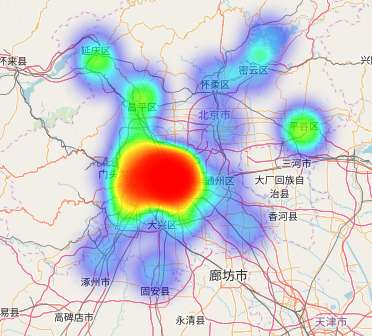 延庆区
怀来县
密云区
怀柔区
昌平区
北京市
平谷区
三河市
门头
通州区
大厂回族自
治县
香河县
大兴区
廊坊市
涿州市
固安县
易县
高碑店市
永清县
天津市